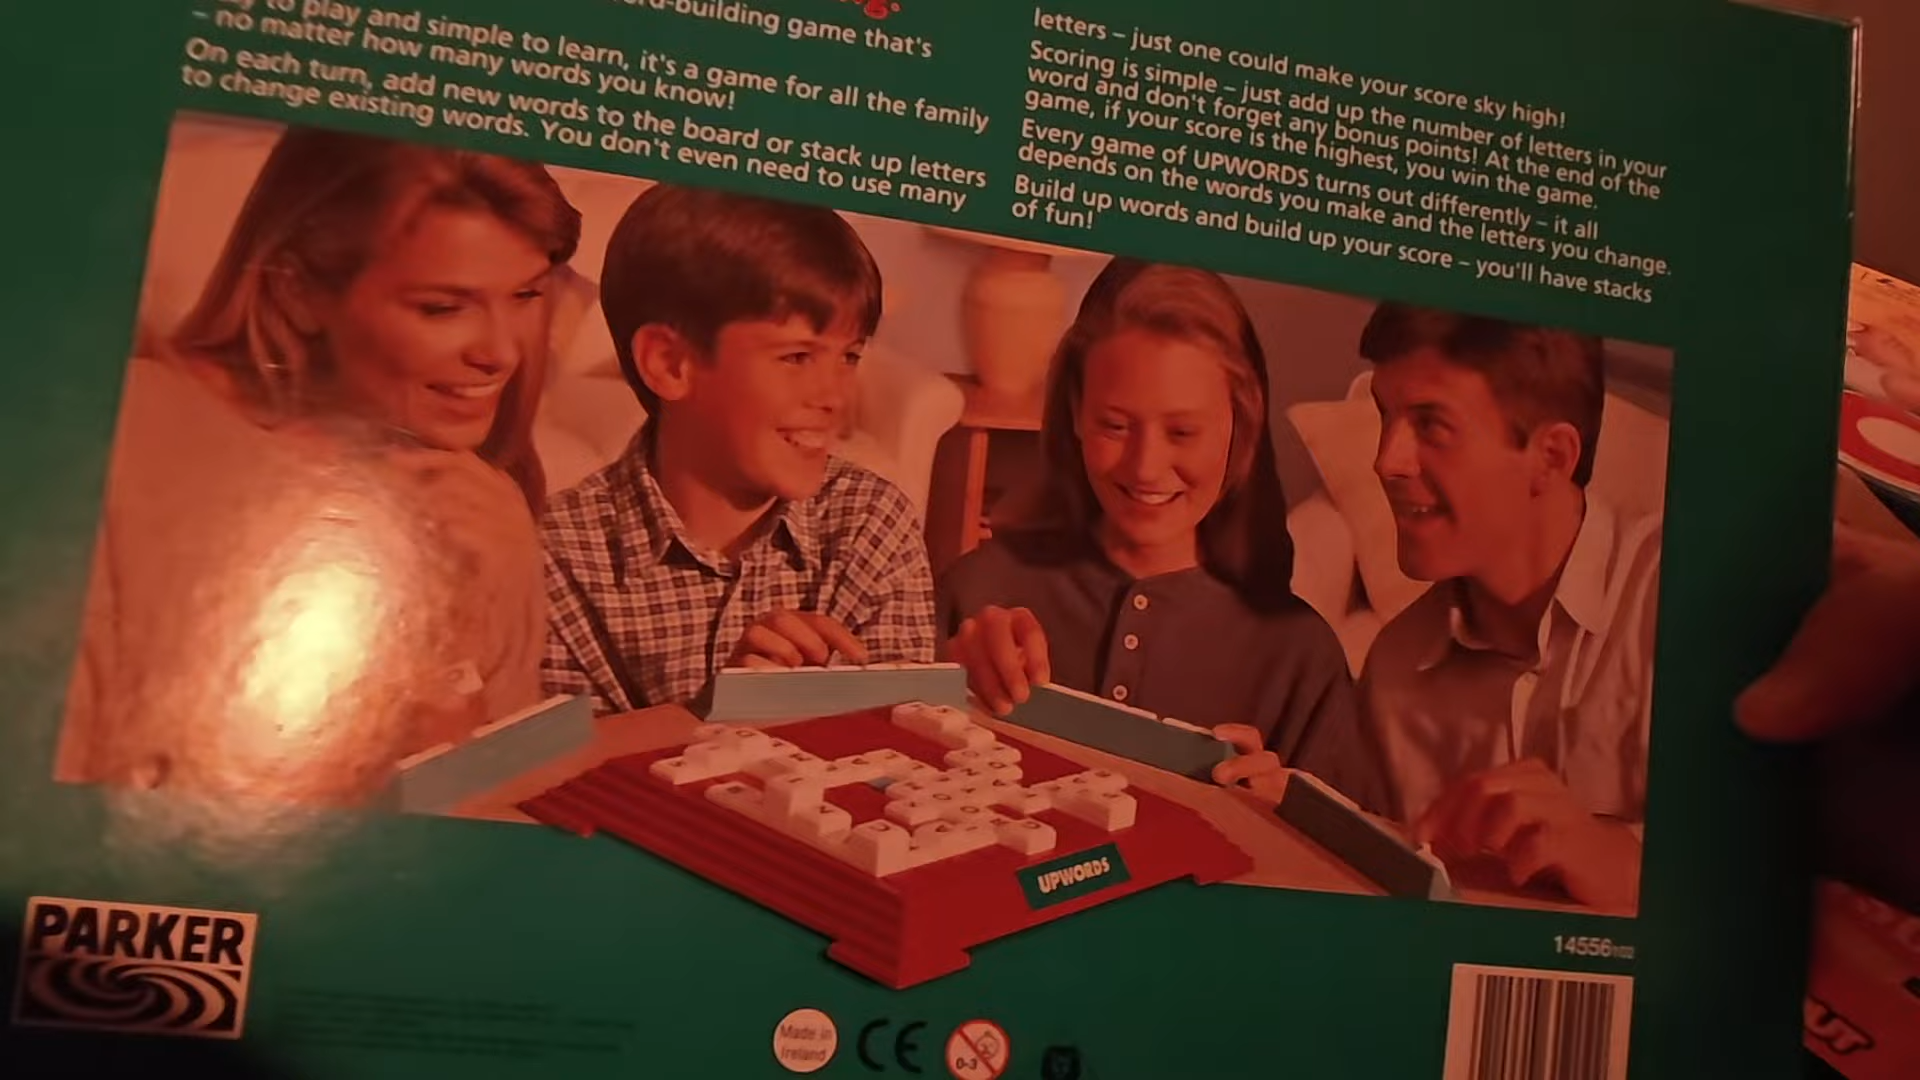 -building game that's
to play and simple to learn, it's a game for all the family
– no matter how many words you know!
On each turn, add new words to the board or stack up letters
to change existing words. You don't even need to use many
letters – just one could make your score sky high!
Scoring is simple – just add up the number of letters in your
word and don't forget any bonus points! At the end of the
game, if your score is the highest, you win the game.
Every game of UPWORDS turns out differently – it all
depends on the words you make and the letters you change.
Build up words and build up your score – you'll have stacks
of fun!
UPWORDS
PARKER
14556
Made in
Ireland
CE
0-3